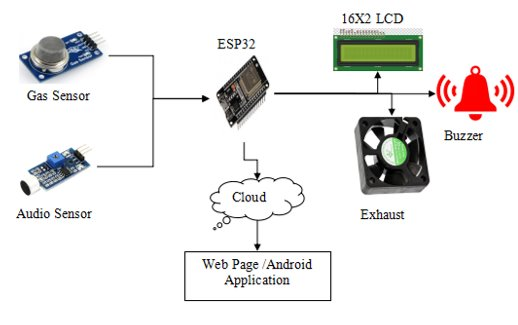 16X2 LCD
ESP32
Gas Sensor
Buzzer
Audio Sensor
Cloud
Exhaust
Web Page /Android
Application